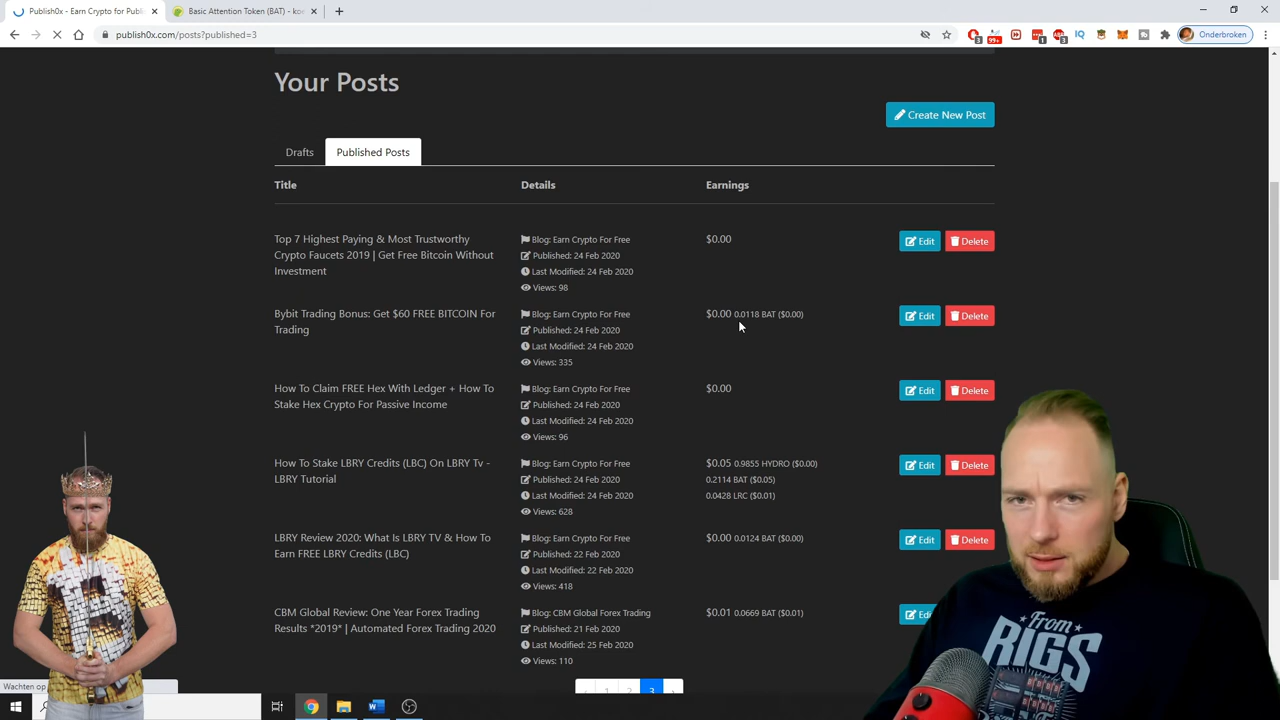 Publish0x - Earn Crypto for Publ
Basic Attention Token (BAT) - koe
publish0x.com/posts?published=3
3
99+
1
3
IQ
Onderbroken
Your Posts
Create New Post
Drafts
Published Posts
Title
Details
Earnings
Top 7 Highest Paying & Most Trustworthy
Crypto Faucets 2019 | Get Free Bitcoin Without
Investment
Blog: Earn Crypto For Free
Published: 24 Feb 2020
Last Modified: 24 Feb 2020
Views: 98
$0.00
Edit
Delete
Bybit Trading Bonus: Get $60 FREE BITCOIN For
Trading
Blog: Earn Crypto For Free
Published: 24 Feb 2020
Last Modified: 24 Feb 2020
Views: 335
$0.00 0.0118 BAT ($0.00)
Edit
Delete
How To Claim FREE Hex With Ledger + How To
Stake Hex Crypto For Passive Income
Blog: Earn Crypto For Free
Published: 24 Feb 2020
Last Modified: 24 Feb 2020
Views: 96
$0.00
Edit
Delete
How To Stake LBRY Credits (LBC) On LBRY Tv -
LBRY Tutorial
Blog: Earn Crypto For Free
Published: 24 Feb 2020
Last Modified: 24 Feb 2020
Views: 628
$0.05 0.9855 HYDRO ($0.00)
0.2114 BAT ($0.05)
0.0428 LRC ($0.01)
Edit
Delete
LBRY Review 2020: What Is LBRY TV & How To
Earn FREE LBRY Credits (LBC)
Blog: Earn Crypto For Free
Published: 22 Feb 2020
Last Modified: 22 Feb 2020
Views: 418
$0.00 0.0124 BAT ($0.00)
Edit
Delete
CBM Global Review: One Year Forex Trading
Results *2019* | Automated Forex Trading 2020
Blog: CBM Global Forex Trading
Published: 21 Feb 2020
Last Modified: 25 Feb 2020
Views: 110
$0.01 0.0669 BAT ($0.01)
1
2
3
Wachten op
From
RIGS